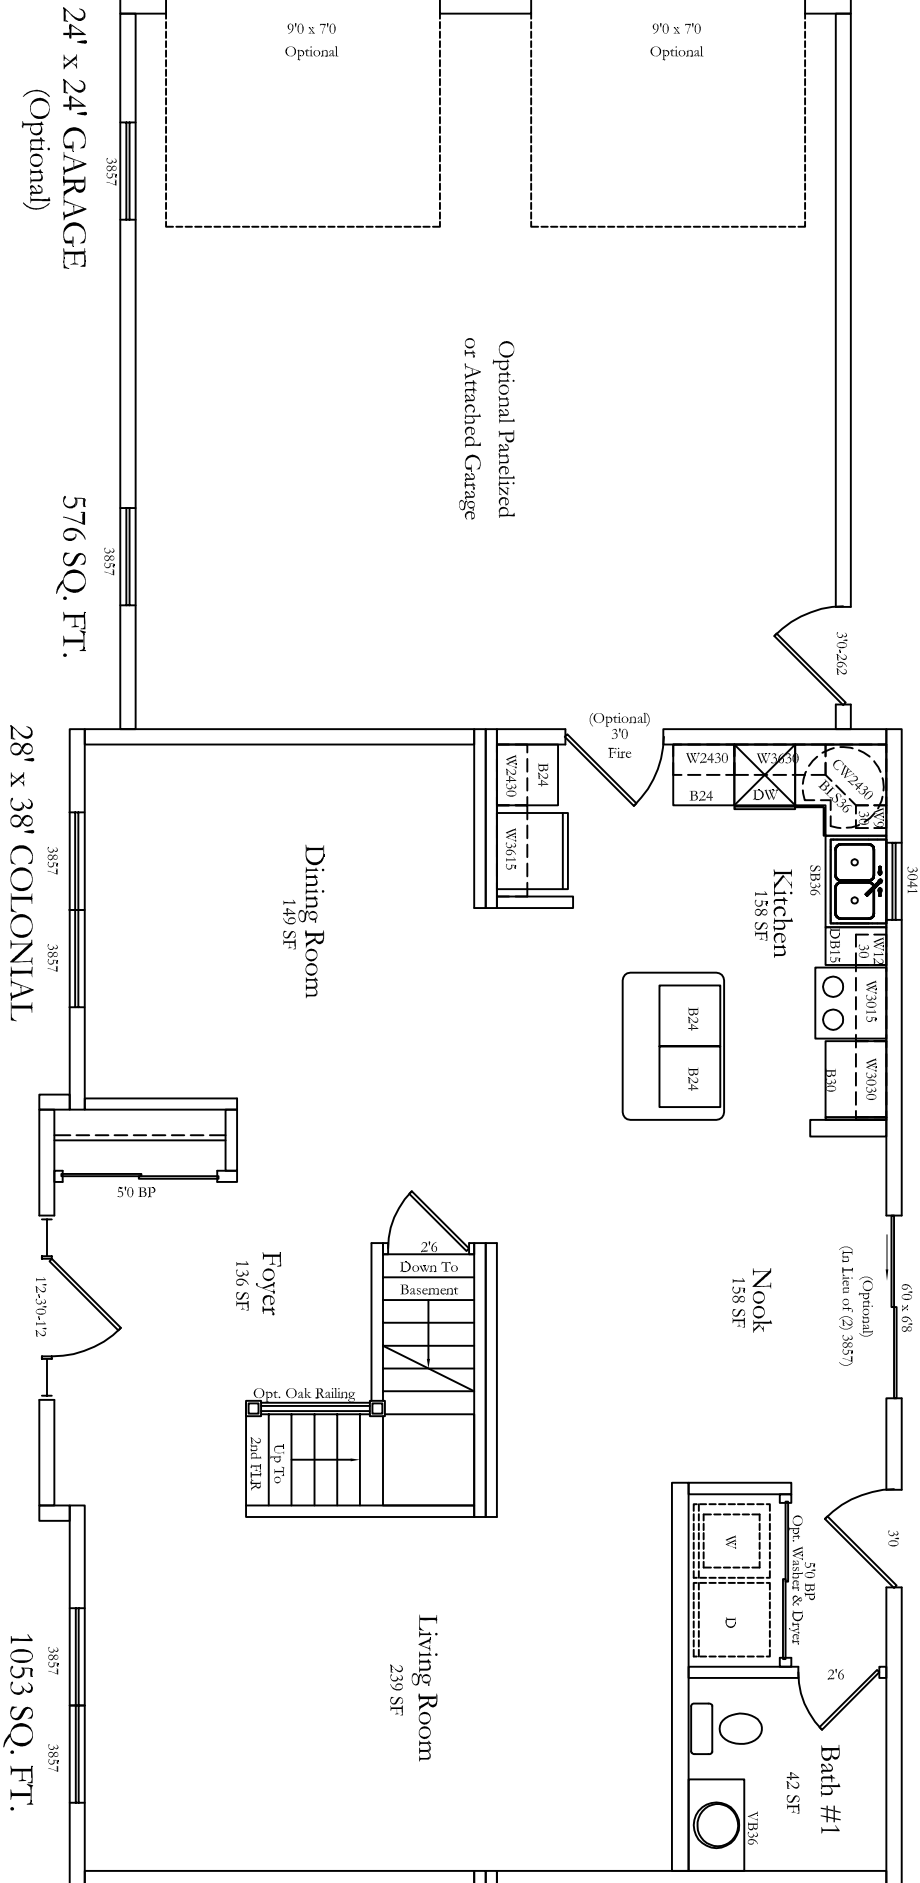 9'0 x 7'0
Optional
9'0 x 7'0
Optional
24' x 24' GARAGE
(Optional)
3857
Optional Panelized
or Attached Garage
576 SQ. FT.
3857
3'0-262
(Optional)
3'0
Fire
28' x 38' COLONIAL
3857
3857
Dining Room
149 SF
B24
W2430
W3615
W2430
B24
W3630
DW
CW2430
BLS36
W9
30
Kitchen
158 SF
SB36
3041
DB15
W12
30
W3015
W3030
B30
B24
B24
5'0 BP
1'2-3'0-1'2
Foyer
136 SF
2'6
Down To
Basement
Opt. Oak Railing
Up To
2nd FLR
Nook
158 SF
6'0 x 6'8
(Optional)
(In Lieu of (2) 3857)
3'0
5'0 BP
Opt. Washer & Dryer
W
D
2'6
Living Room
239 SF
Bath #1
42 SF
VB36
1053 SQ. FT.
3857
3857